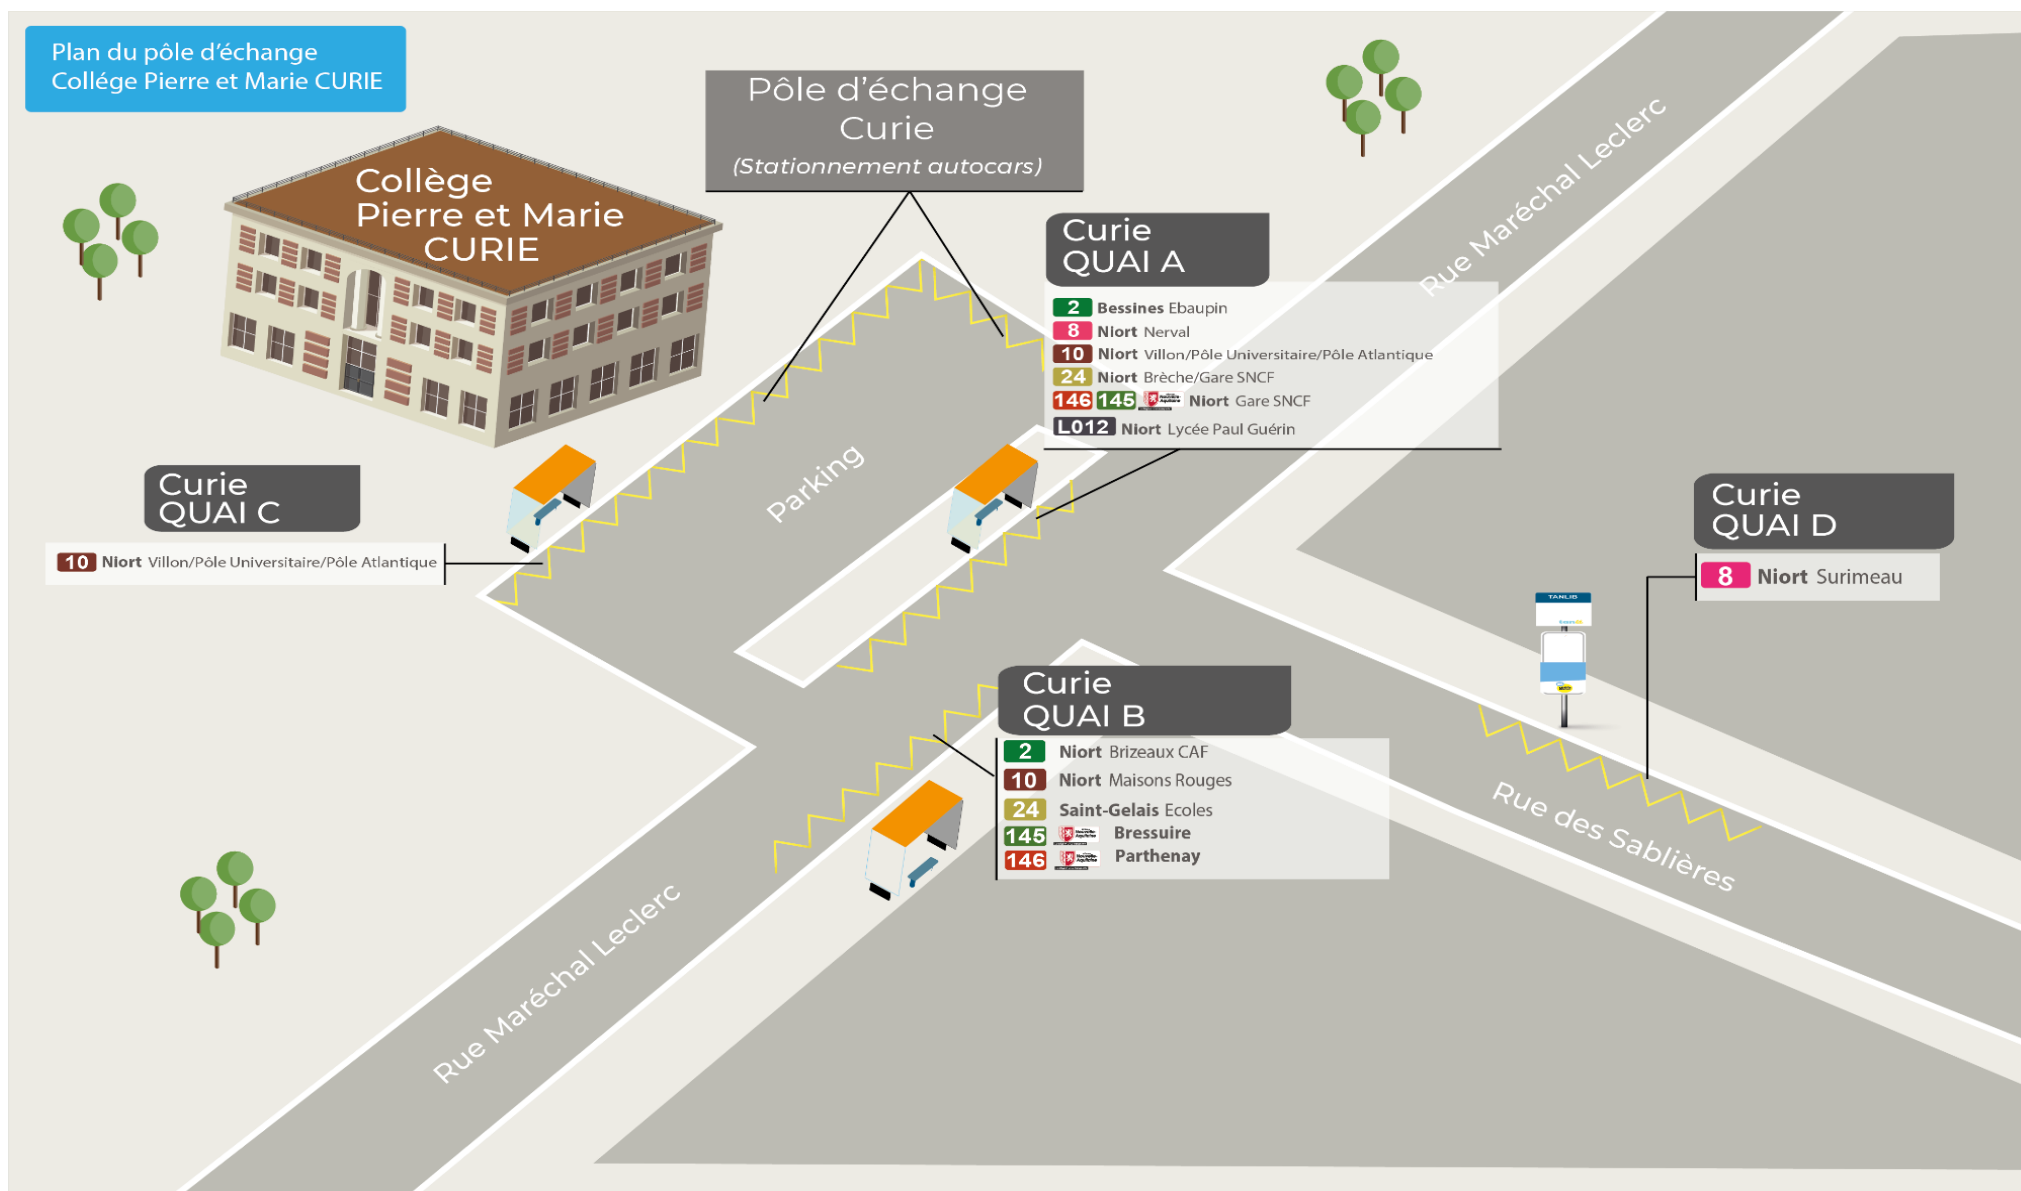 Plan du pôle d'échange
Collége Pierre et Marie CURIE
Pôle d'échange
Curie
(Stationnement autocars)
Collège
Pierre et Marie
CURIE
Curie
QUAI A
2 Bessines Ebaupin
8 Niort Nerval
10 Niort Villon/Pôle Universitaire/Pôle Atlantique
24 Niort Brèche/Gare SNCF
146 145 Niort Gare SNCF
L012 Niort Lycée Paul Guérin
Rue Maréchal Leclerc
Parking
Curie
QUAI C
10 Niort Villon/Pôle Universitaire/Pôle Atlantique
Curie
QUAI D
8 Niort Surimeau
TANLIB
Curie
QUAI B
2 Niort Brizeaux CAF
10 Niort Maisons Rouges
24 Saint-Gelais Ecoles
145 Bressuire
146 Parthenay
Rue des Sablières
Rue Maréchal Leclerc